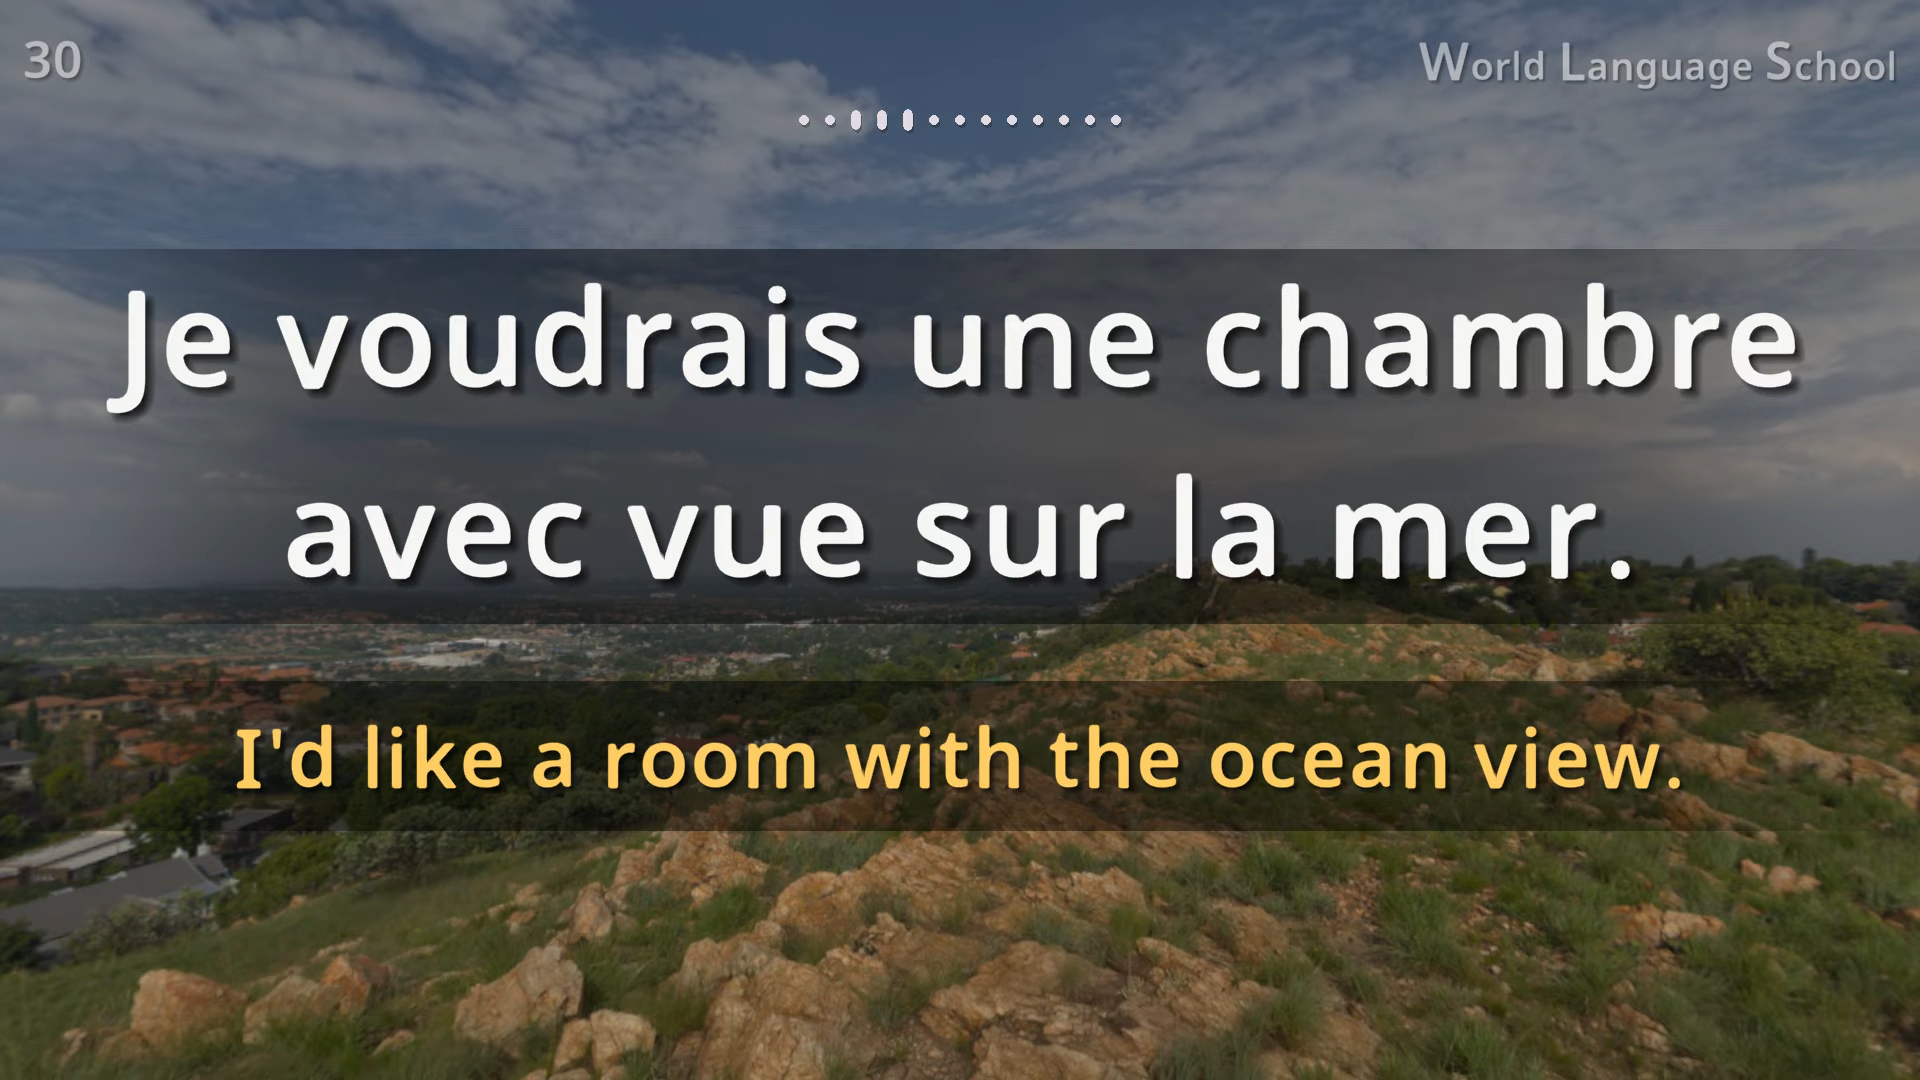 30
World Language School
Je voudrais une chambre
avec vue sur la mer.
I'd like a room with the ocean view.